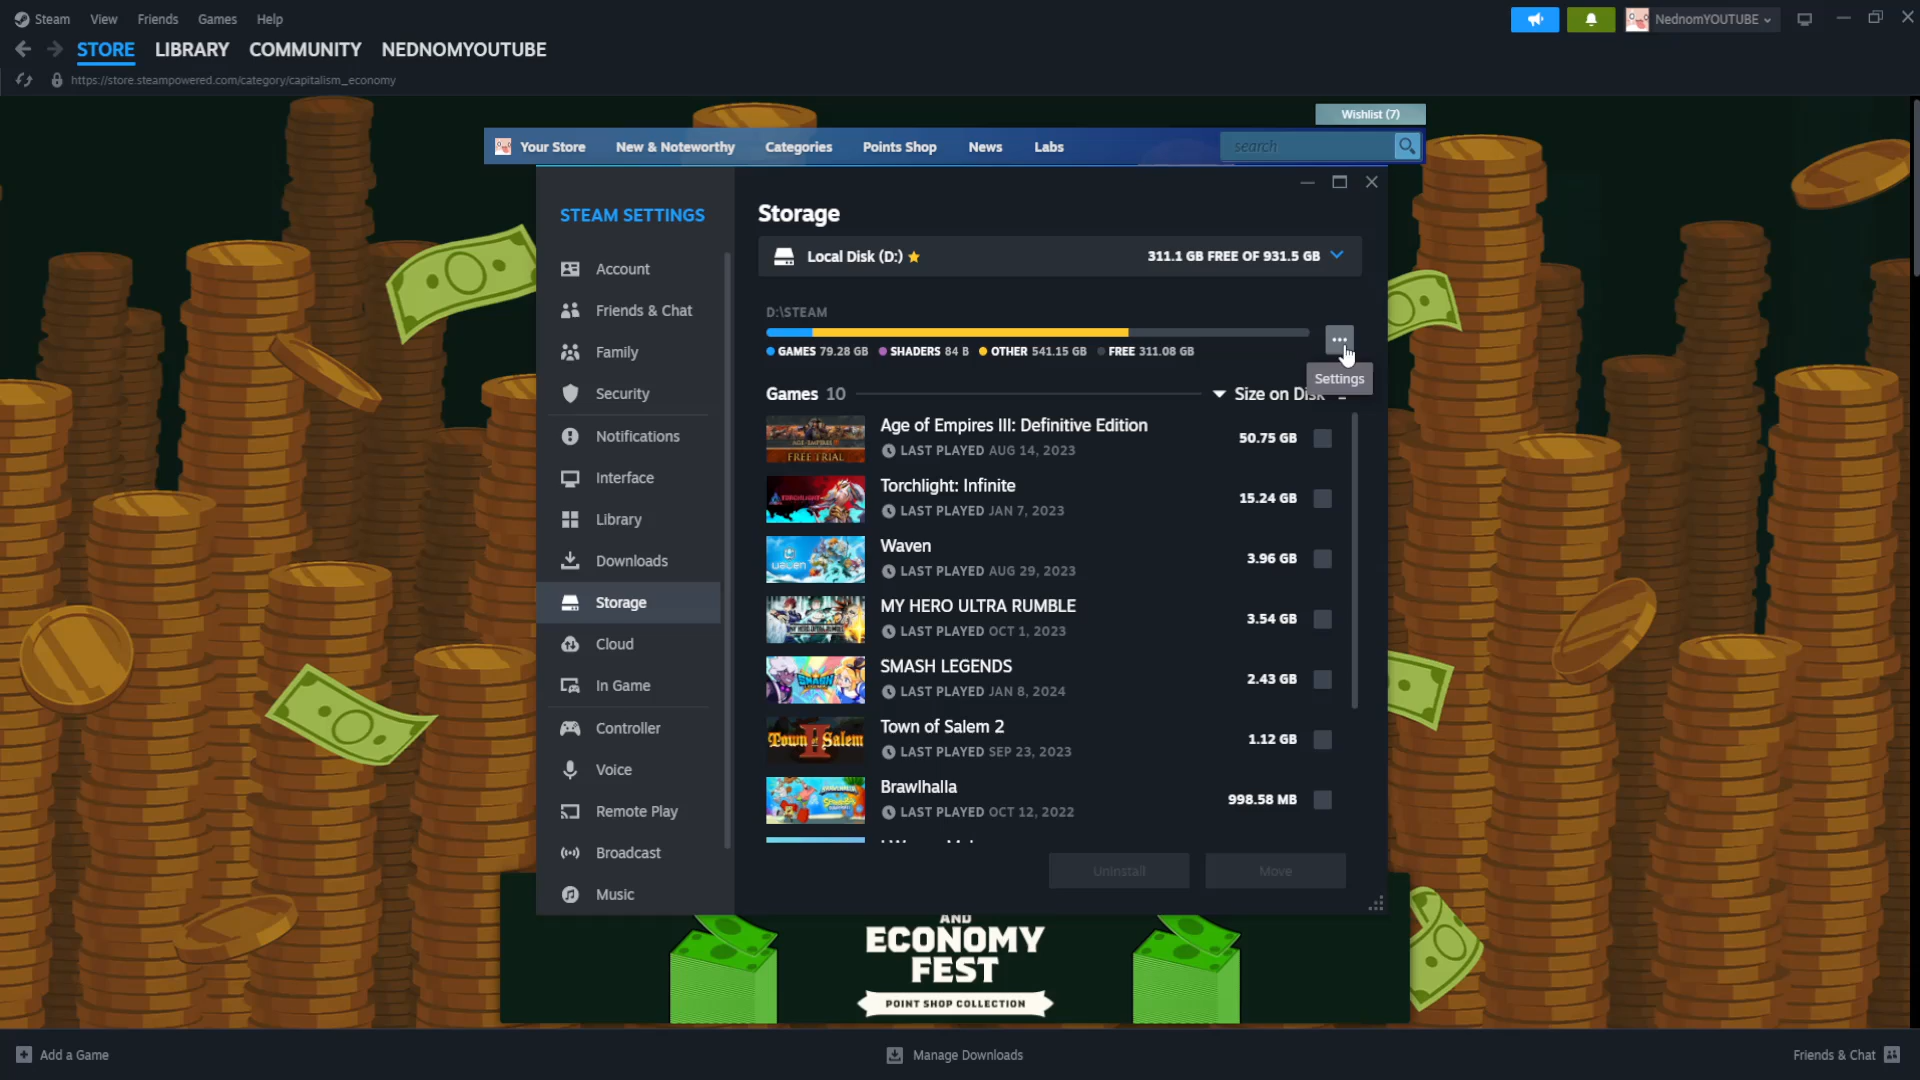 Steam View Friends Games Help
NednomYOUTUBE
STORE LIBRARY COMMUNITY NEDNOMYOUTUBE
https://store.steampowered.com/category/capitalism_economy
Wishlist (7)
Your Store New & Noteworthy Categories Points Shop News Labs
search
STEAM SETTINGS
Account
Friends & Chat
Family
Security
Notifications
Interface
Library
Downloads
Storage
Cloud
In Game
Controller
Voice
Remote Play
Broadcast
Music
Storage
Local Disk (D:) 311.1 GB FREE OF 931.5 GB
D:\STEAM
GAMES 79.28 GB SHADERS 84 B OTHER 541.15 GB FREE 311.08 GB
Settings
Games 10 Size on Disk
Age of Empires III: Definitive Edition
LAST PLAYED AUG 14, 2023
50.75 GB
AGE EMPIRES
FREE TRIAL
Torchlight: Infinite
LAST PLAYED JAN 7, 2023
15.24 GB
Waven
LAST PLAYED AUG 29, 2023
3.96 GB
MY HERO ULTRA RUMBLE
LAST PLAYED OCT 1, 2023
3.54 GB
SMASH LEGENDS
LAST PLAYED JAN 8, 2024
2.43 GB
SMASH
Town of Salem 2
LAST PLAYED SEP 23, 2023
1.12 GB
Town of Salem
II
Brawlhalla
LAST PLAYED OCT 12, 2022
998.58 MB
Uninstall Move
AND
ECONOMY
FEST
POINT SHOP COLLECTION
Add a Game
Manage Downloads
Friends & Chat